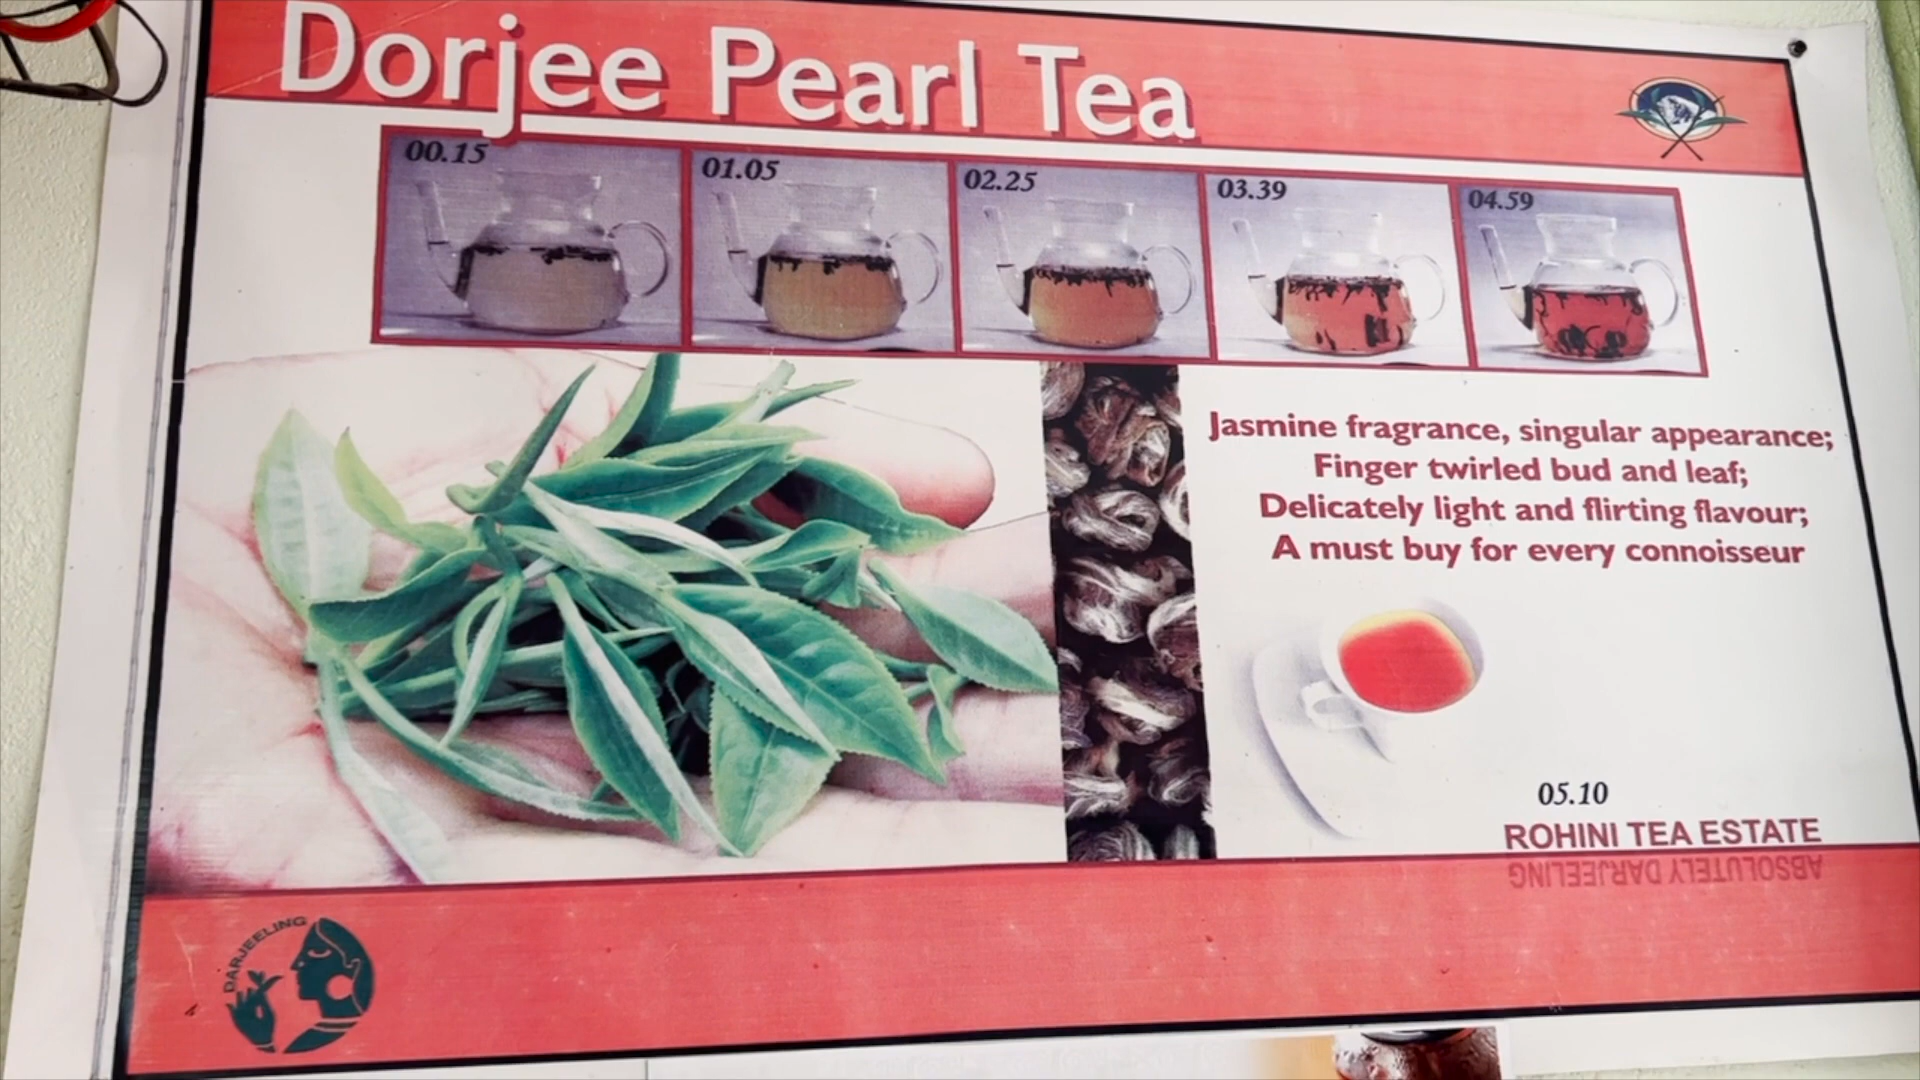 Dorjee Pearl Tea
00.15
01.05
02.25
03.39
04.59
Jasmine fragrance, singular appearance;
Finger twirled bud and leaf;
Delicately light and flirting flavour;
A must buy for every connoisseur
05.10
ROHINI TEA ESTATE
ABSOLUTELY DARJEELING
DARJEELING